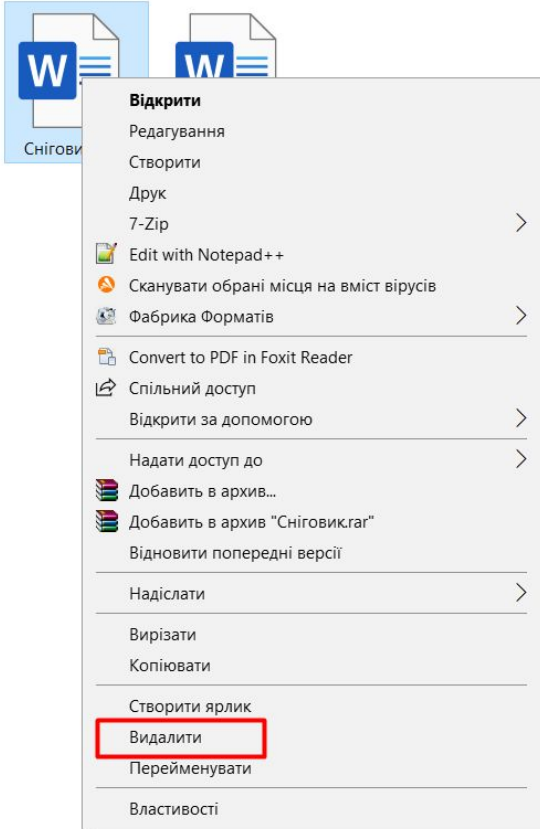 W
W
Снігови
Відкрити
Редагування
Створити
Друк
7-Zip
Edit with Notepad++
Сканувати обрані місця на вміст вірусів
Фабрика Форматів
Convert to PDF in Foxit Reader
Спільний доступ
Відкрити за допомогою
Надати доступ до
Добавить в архив...
Добавить в архив "Сніговик.rar"
Відновити попередні версії
Надіслати
Вирізати
Копіювати
Створити ярлик
Видалити
Перейменувати
Властивості